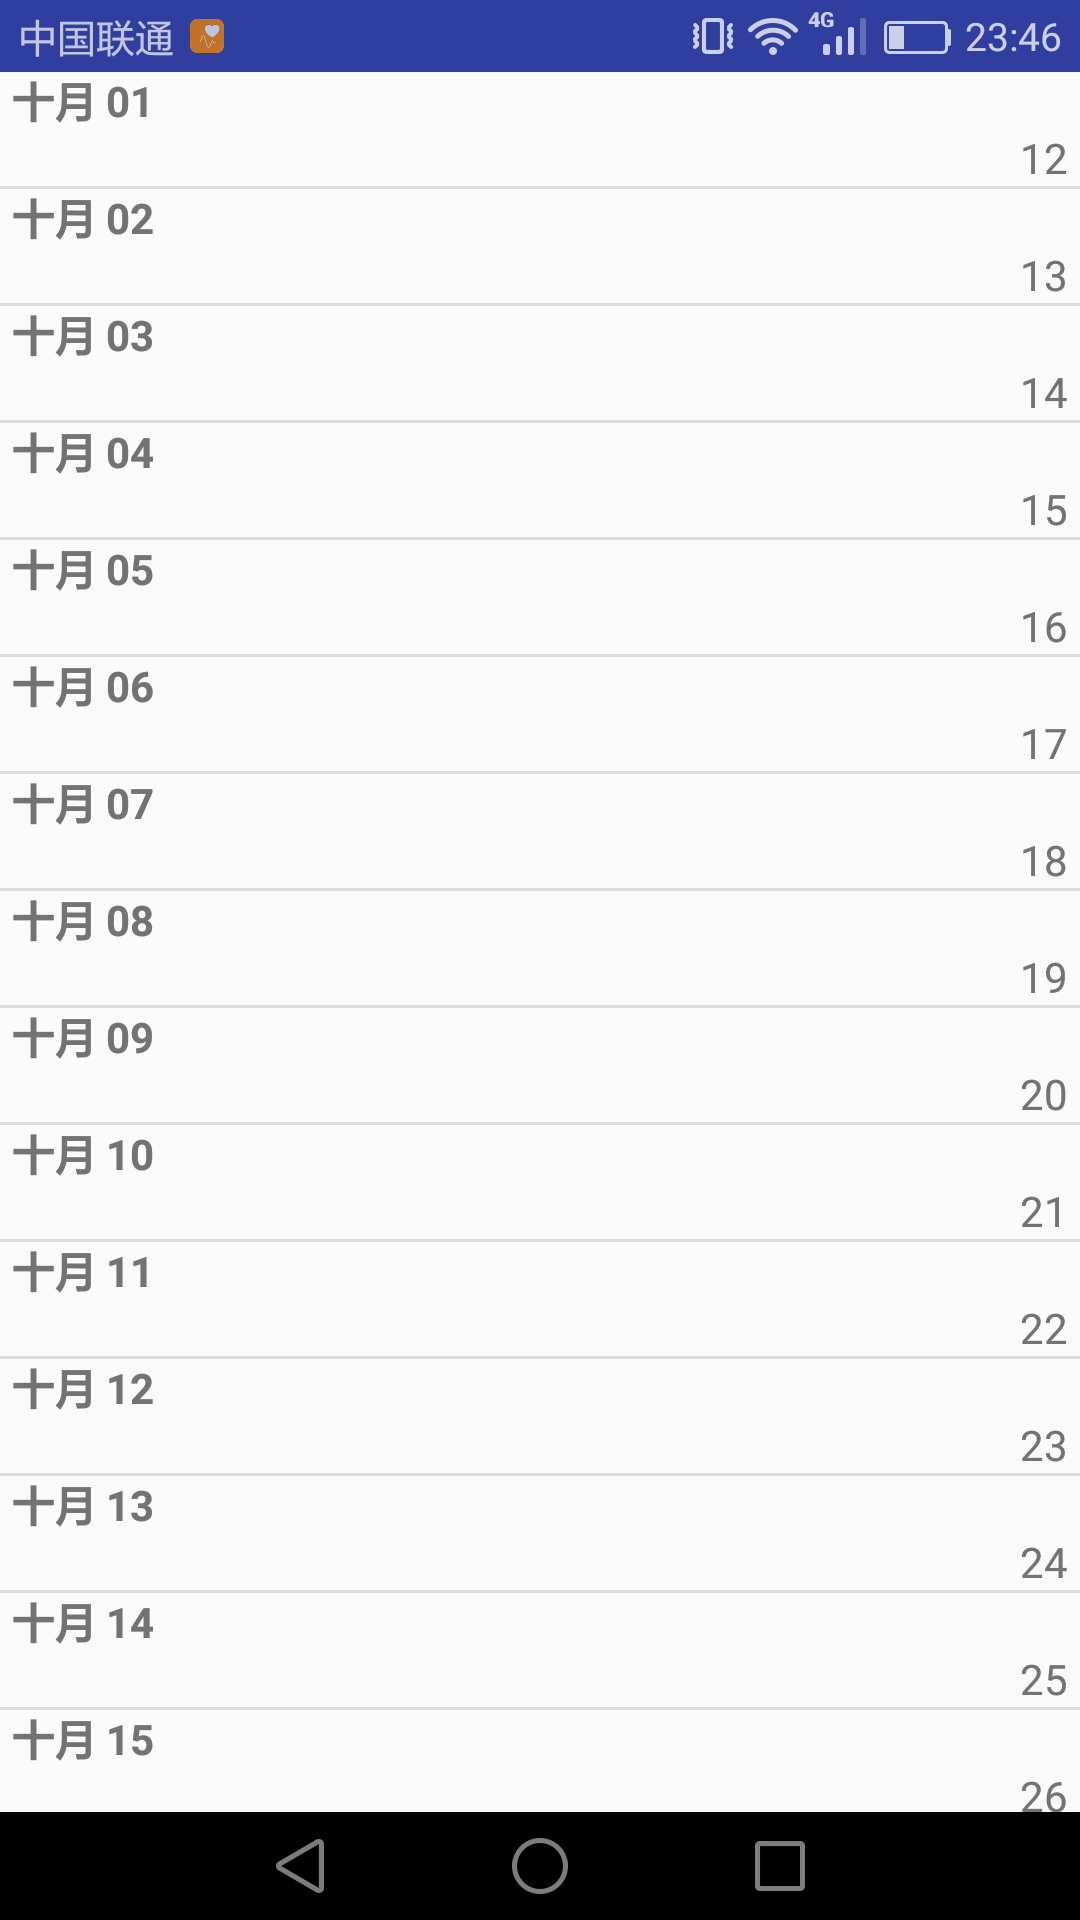 中国联通 4G 23:46
十月 01
12
十月 02
13
十月 03
14
十月 04
15
十月 05
16
十月 06
17
十月 07
18
十月 08
19
十月 09
20
十月 10
21
十月 11
22
十月 12
23
十月 13
24
十月 14
25
十月 15
26